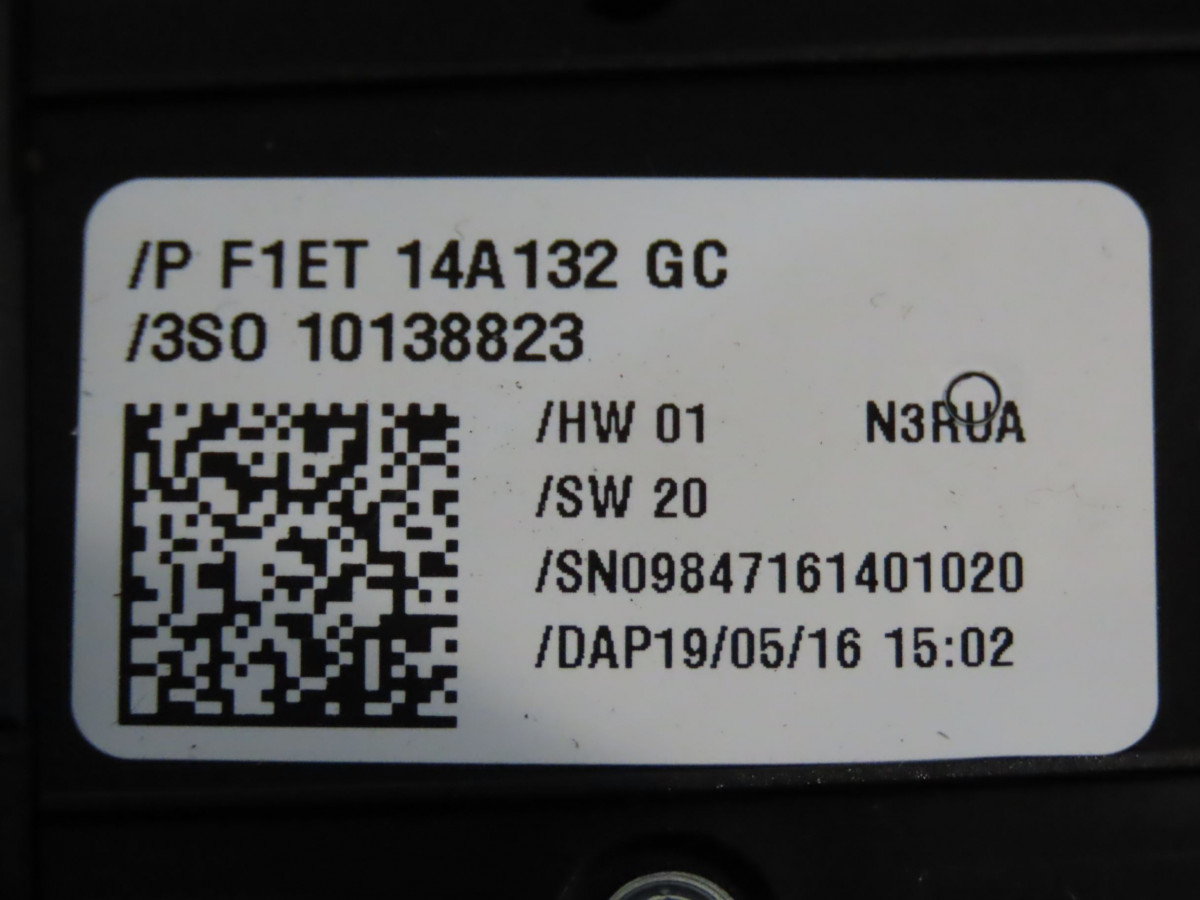 /P F1ET 14A132 GC
/3S0 10138823
/HW 01 N3RUA
/SW 20
/SN09847161401020
/DAP19/05/16 15:02